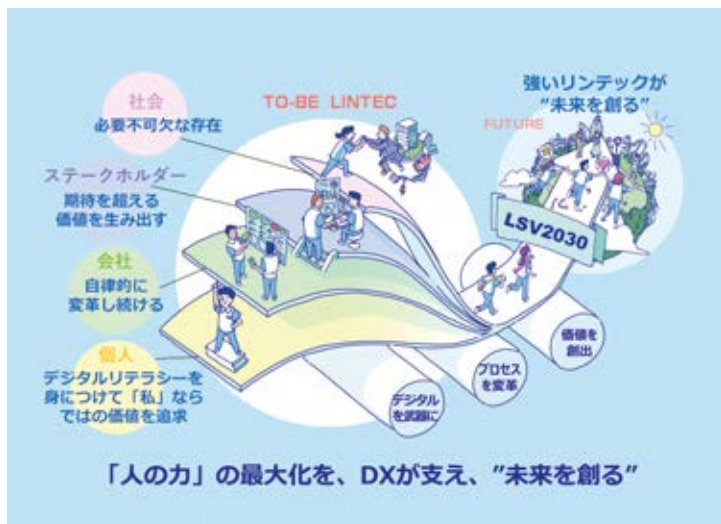 社会
必要不可欠な存在
ステークホルダー
期待を超える
価値を生み出す
会社
自律的に
変革し続ける
個人
デジタルリテラシーを
身につけて「私」なら
ではの価値を追求
TO-BE LINTEC
強いリンテックが
"未来を創る"
FUTURE
LSV2030
デジタル
を武器に
プロセス
を変革
価値を
創出
「人の力」の最大化を、DXが支え、"未来を創る"